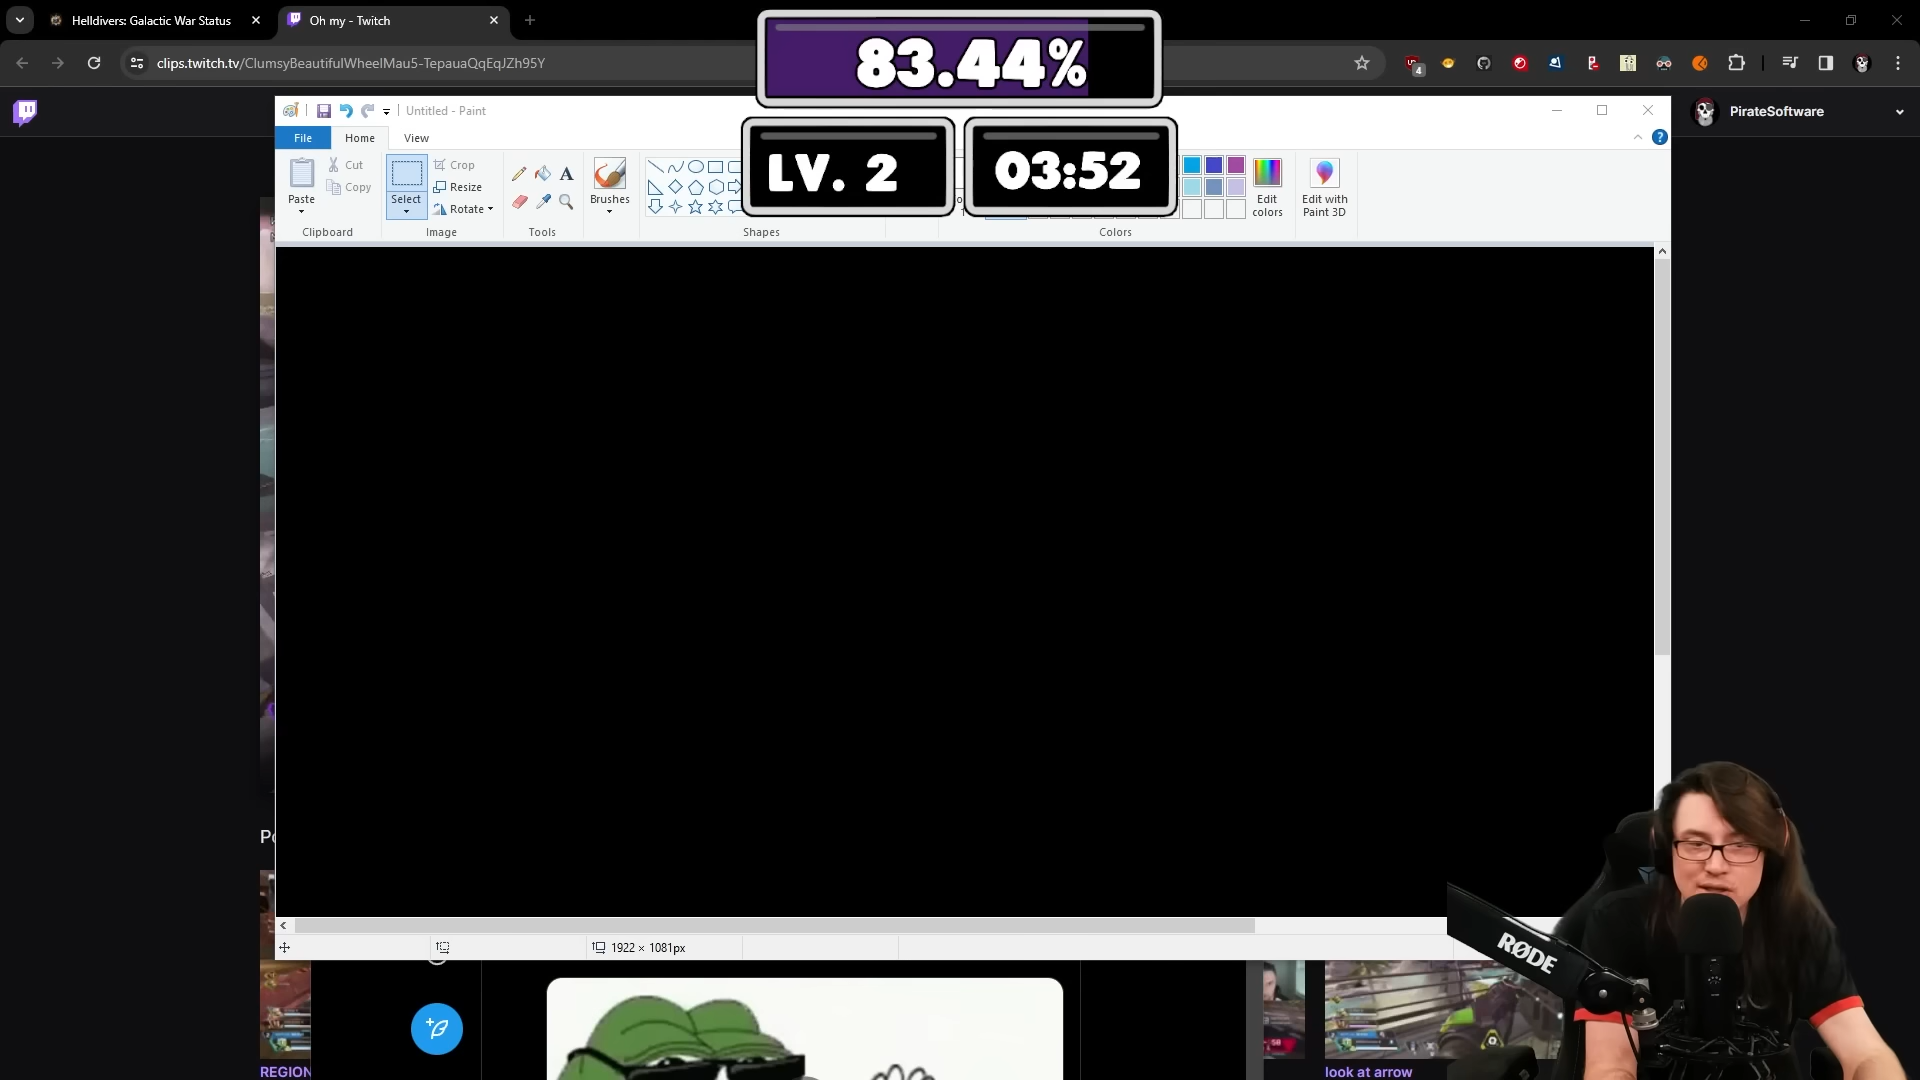 Helldivers: Galactic War Status
Oh my - Twitch
83.44%
clips.twitch.tv/ClumsyBeautifulWheelMau5-TepauaQqEqJZh95Y
4
Untitled - Paint
PirateSoftware
File
Home
View
LV. 2
03:52
Paste
Cut
Copy
Select
Crop
Resize
Rotate
A
Brushes
Edit colors
Edit with Paint 3D
Clipboard
Image
Tools
Shapes
Colors
1922 × 1081px
RØDE
REGION
look at arrow